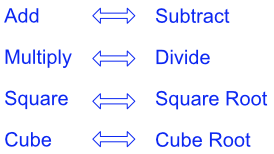 Add Subtract
Multiply Divide
Square Square Root
Cube Cube Root